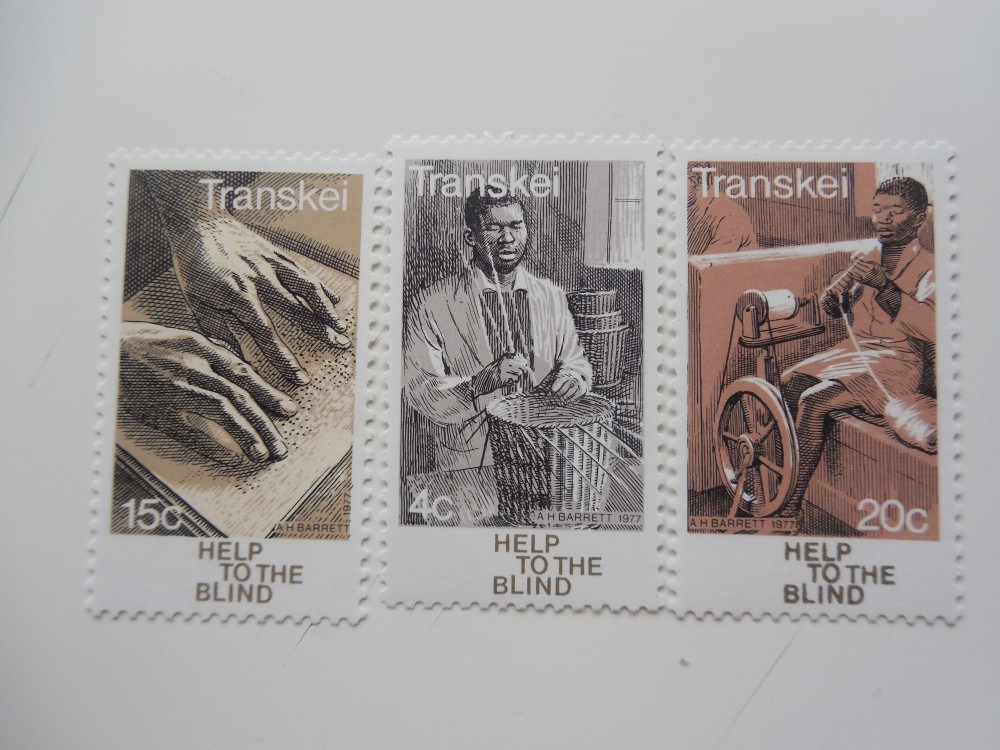 Transkei
15c
A H BARRETT 1977
HELP
TO THE
BLIND
Transkei
4c
A H BARRETT 1977
HELP
TO THE
BLIND
Transkei
20c
A H BARRETT 1977
HELP
TO THE
BLIND